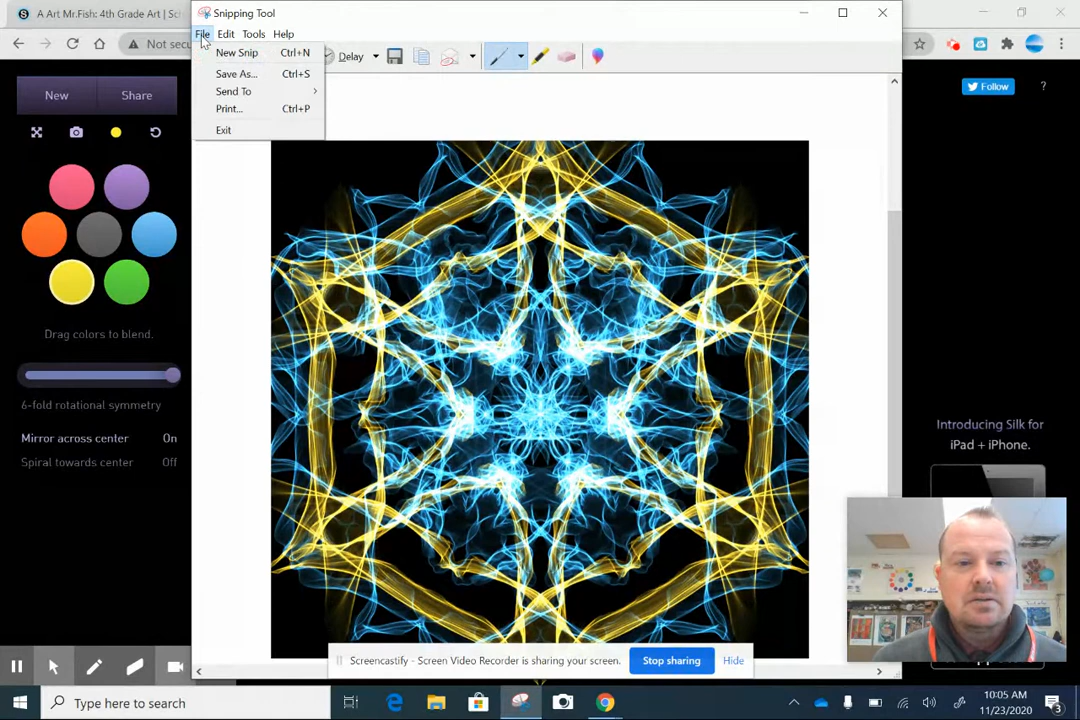 A Art Mr.Fish: 4th Grade Art | Sc
Snipping Tool
File Edit Tools Help
Not secu
New Snip Ctrl+N
Save As... Ctrl+S
Send To
Print... Ctrl+P
Exit
Delay
New Share
Follow
?
Drag colors to blend.
6-fold rotational symmetry
Mirror across center On
Spiral towards center Off
Introducing Silk for
iPad + iPhone.
Screencastify - Screen Video Recorder is sharing your screen.
Stop sharing
Hide
Type here to search
10:05 AM
11/23/2020
3